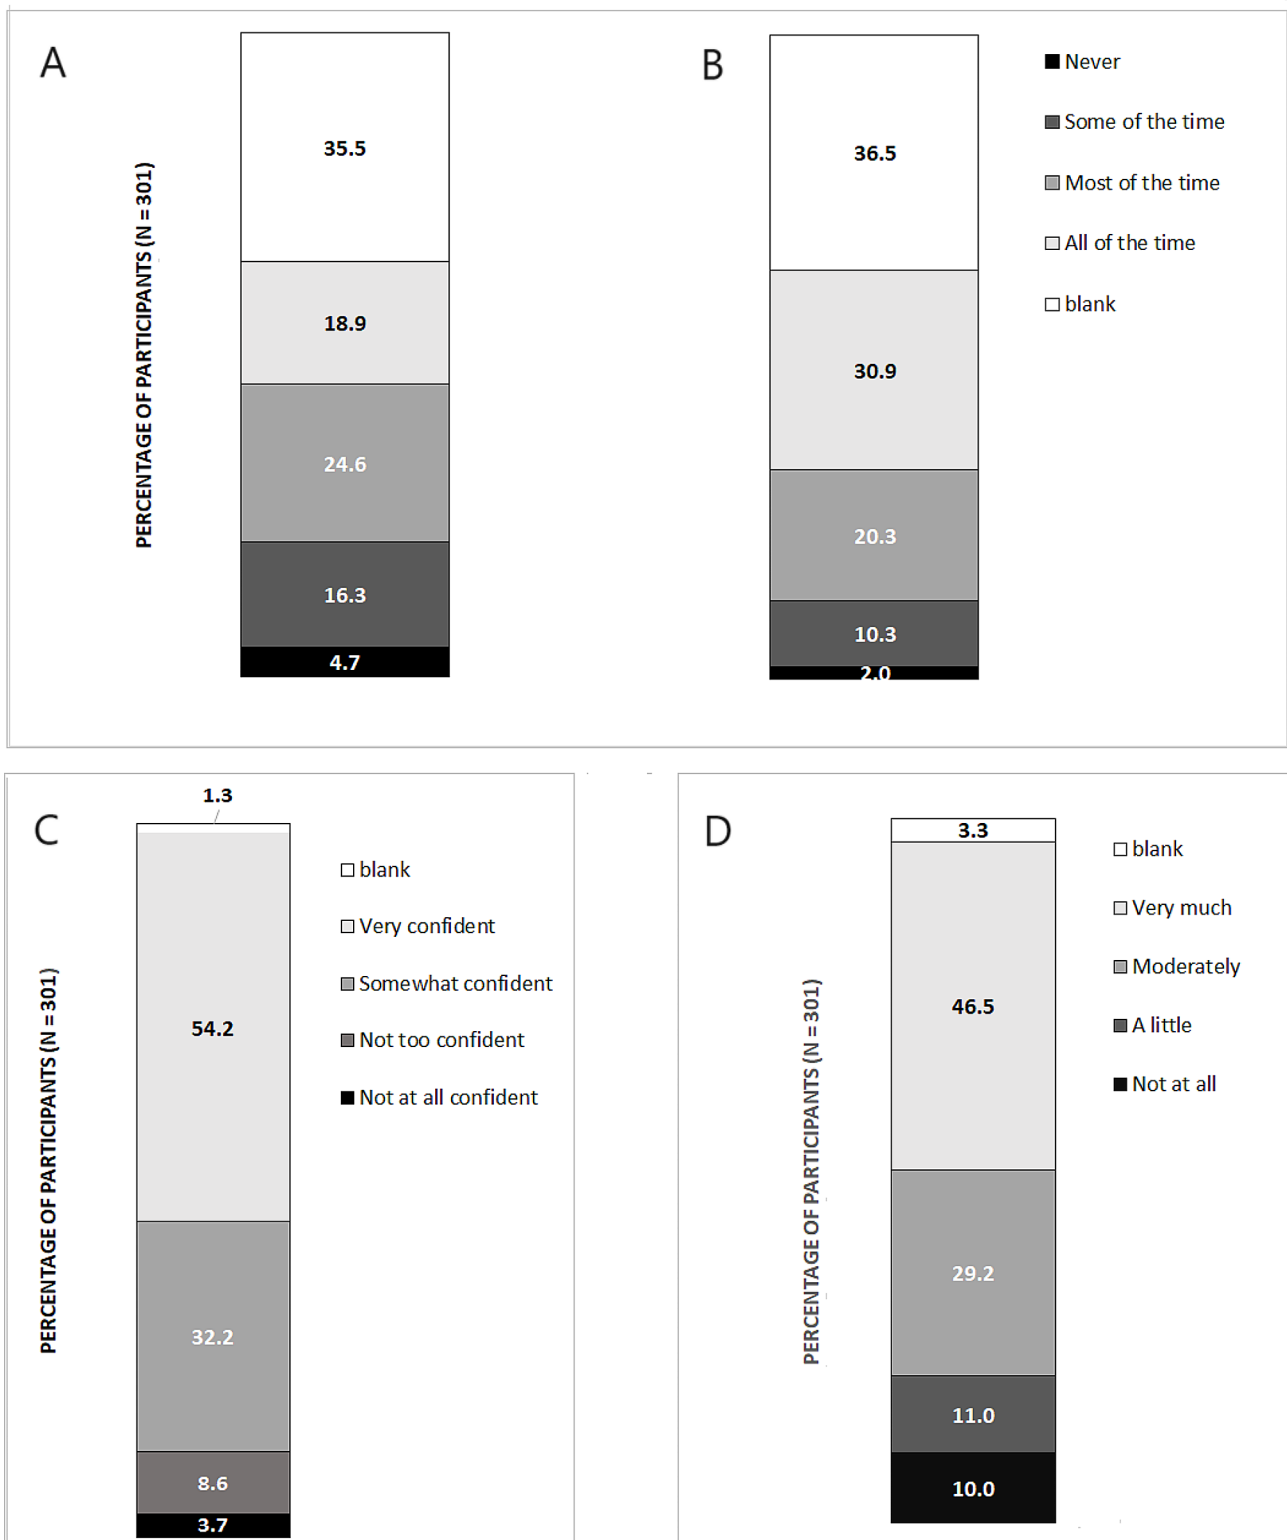 A
PERCENTAGE OF PARTICIPANTS (N = 301)
35.5
18.9
24.6
16.3
4.7
B
36.5
30.9
20.3
10.3
2.0
Never
Some of the time
Most of the time
All of the time
blank
C
PERCENTAGE OF PARTICIPANTS (N = 301)
1.3
54.2
32.2
8.6
3.7
blank
Very confident
Somewhat confident
Not too confident
Not at all confident
D
PERCENTAGE OF PARTICIPANTS (N = 301)
3.3
46.5
29.2
11.0
10.0
blank
Very much
Moderately
A little
Not at all